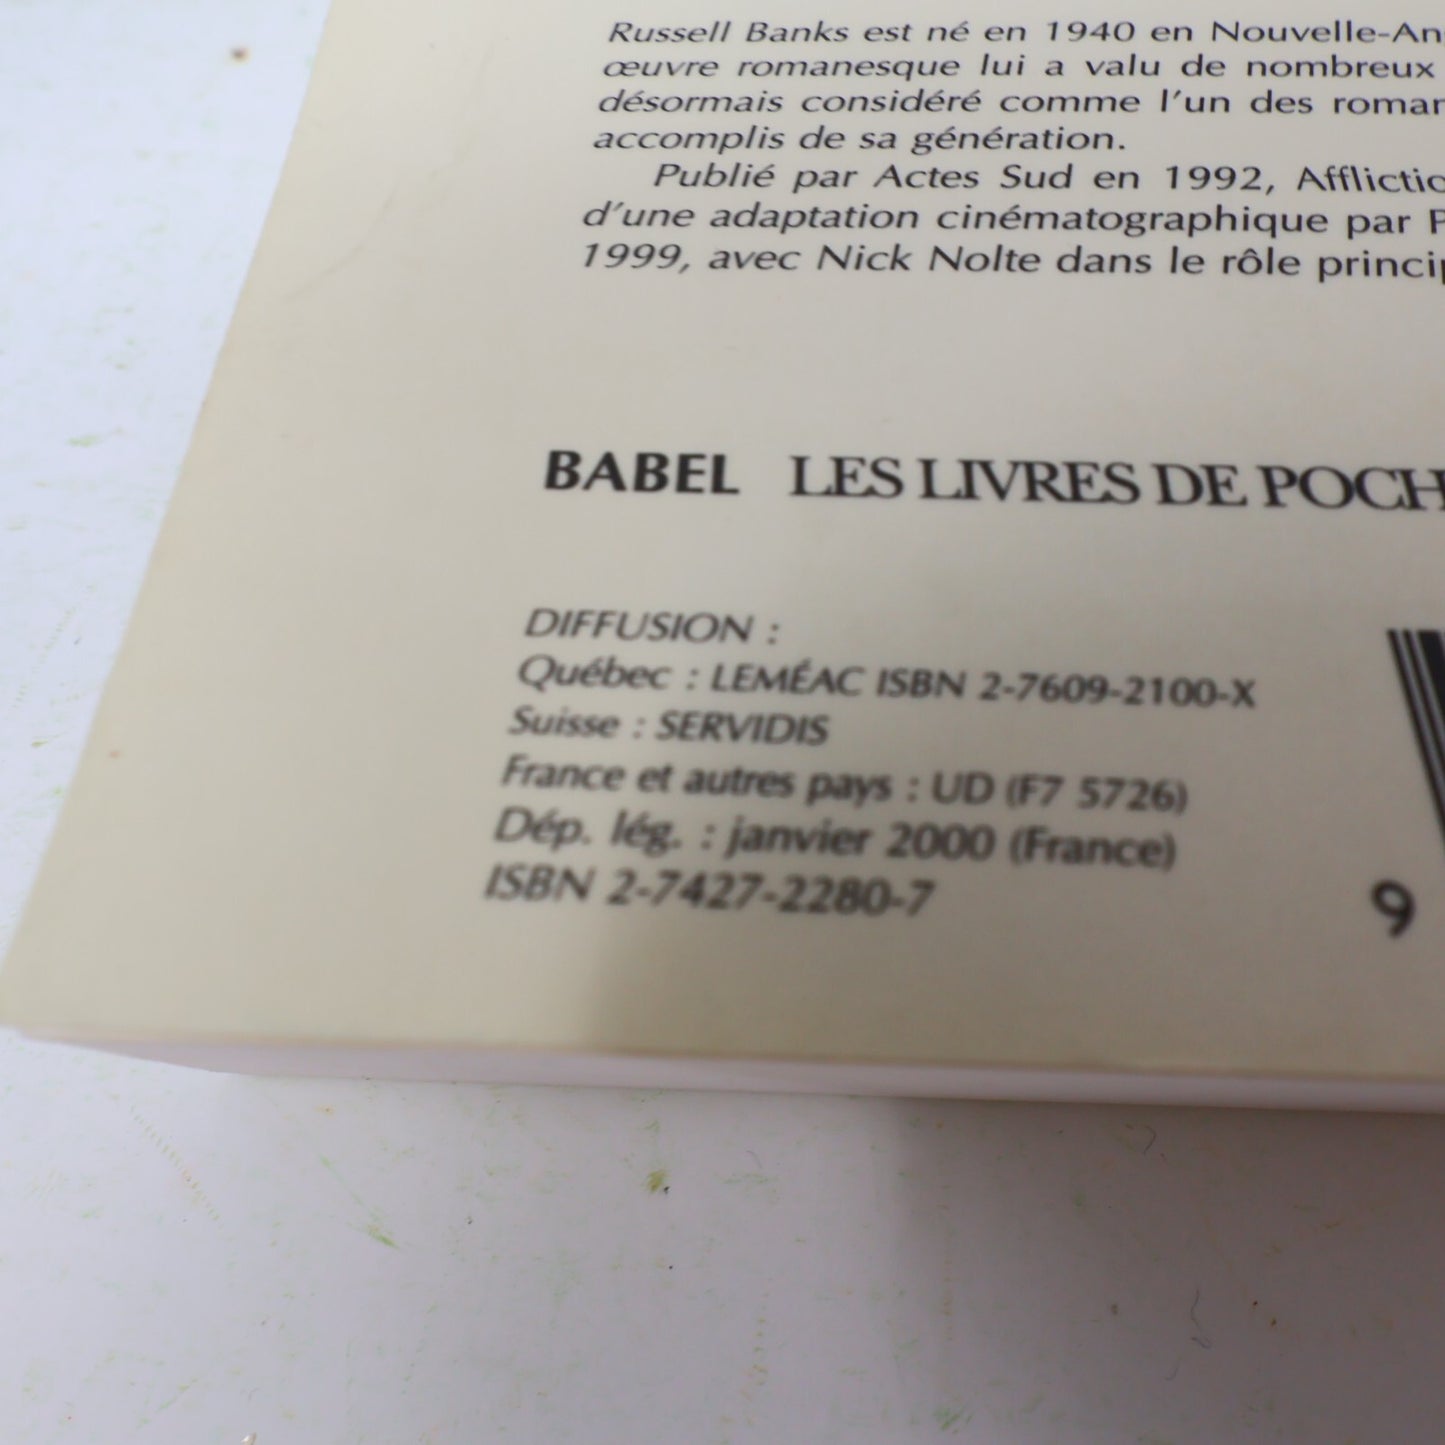 Russell Banks est né en 1940 en Nouvelle-An
œuvre romanesque lui a valu de nombreux
désormais considéré comme l'un des roman
accomplis de sa génération.
Publié par Actes Sud en 1992, Afflictio
d'une adaptation cinématographique par P
1999, avec Nick Nolte dans le rôle princip
BABEL LES LIVRES DE POCH
DIFFUSION :
Québec : LEMÉAC ISBN 2-7609-2100-X
Suisse : SERVIDIS
France et autres pays : UD (F7 5726)
Dép. lég. : janvier 2000 (France)
ISBN 2-7427-2280-7
9